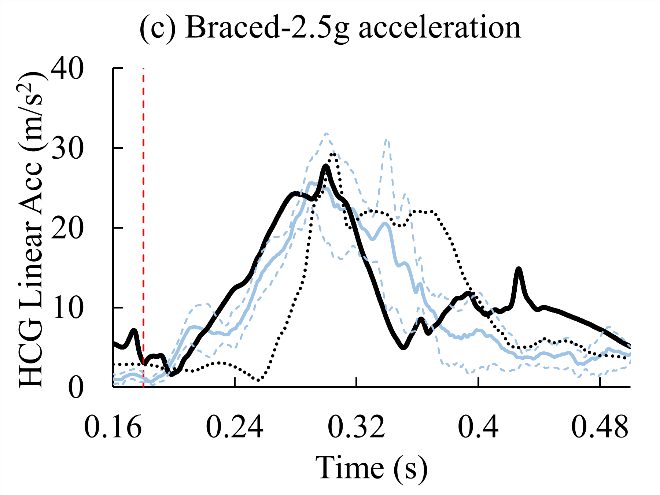 (c) Braced-2.5g acceleration
HCG Linear Acc (m/s²)
40
30
20
10
0
0.16 0.24 0.32 0.4 0.48
Time (s)